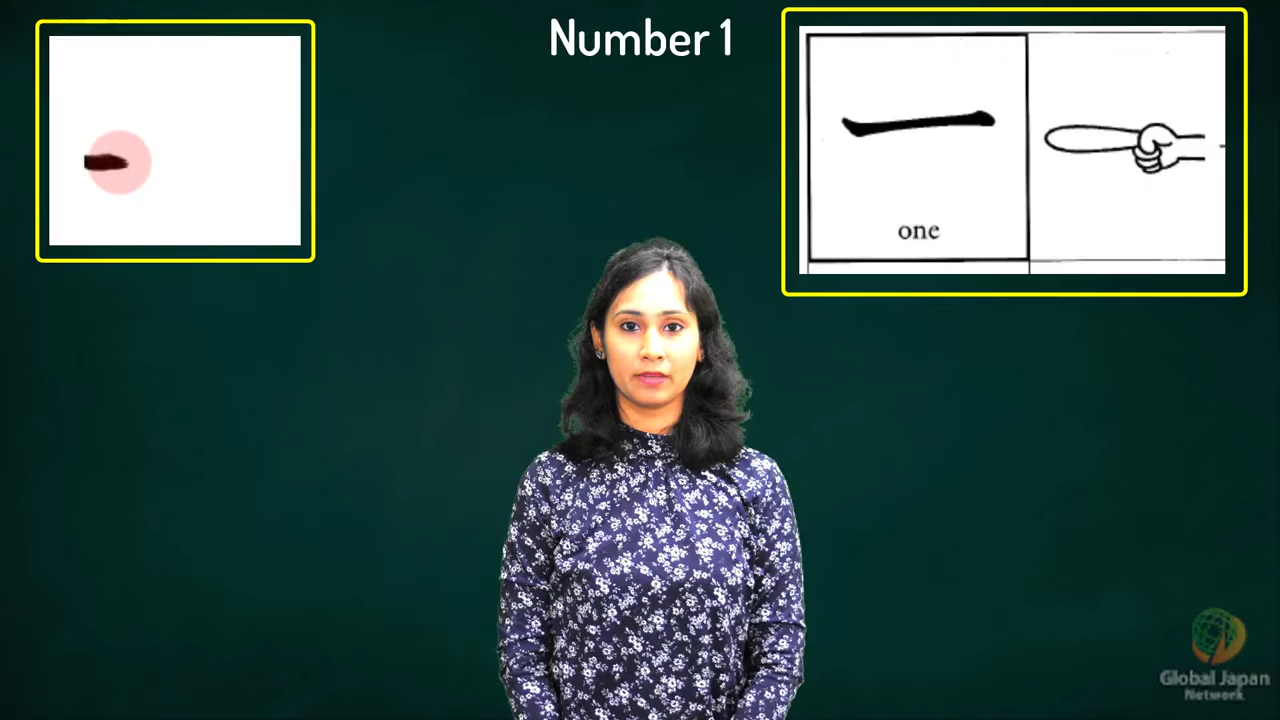 Number 1
一
one
Global Japan
Network